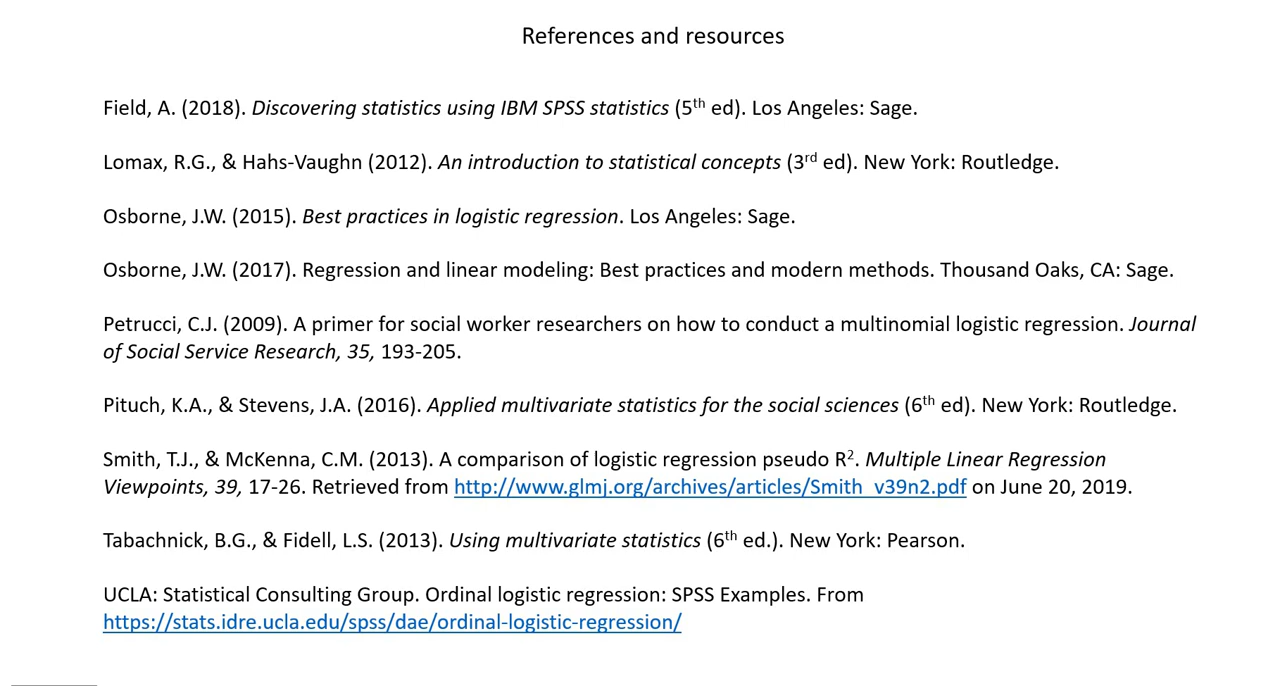 References and resources
Field, A. (2018). Discovering statistics using IBM SPSS statistics (5th ed). Los Angeles: Sage.
Lomax, R.G., & Hahs-Vaughn (2012). An introduction to statistical concepts (3rd ed). New York: Routledge.
Osborne, J.W. (2015). Best practices in logistic regression. Los Angeles: Sage.
Osborne, J.W. (2017). Regression and linear modeling: Best practices and modern methods. Thousand Oaks, CA: Sage.
Petrucci, C.J. (2009). A primer for social worker researchers on how to conduct a multinomial logistic regression. Journal
of Social Service Research, 35, 193-205.
Pituch, K.A., & Stevens, J.A. (2016). Applied multivariate statistics for the social sciences (6th ed). New York: Routledge.
Smith, T.J., & McKenna, C.M. (2013). A comparison of logistic regression pseudo R². Multiple Linear Regression
Viewpoints, 39, 17-26. Retrieved from http://www.glmj.org/archives/articles/Smith_v39n2.pdf on June 20, 2019.
Tabachnick, B.G., & Fidell, L.S. (2013). Using multivariate statistics (6th ed.). New York: Pearson.
UCLA: Statistical Consulting Group. Ordinal logistic regression: SPSS Examples. From
https://stats.idre.ucla.edu/spss/dae/ordinal-logistic-regression/